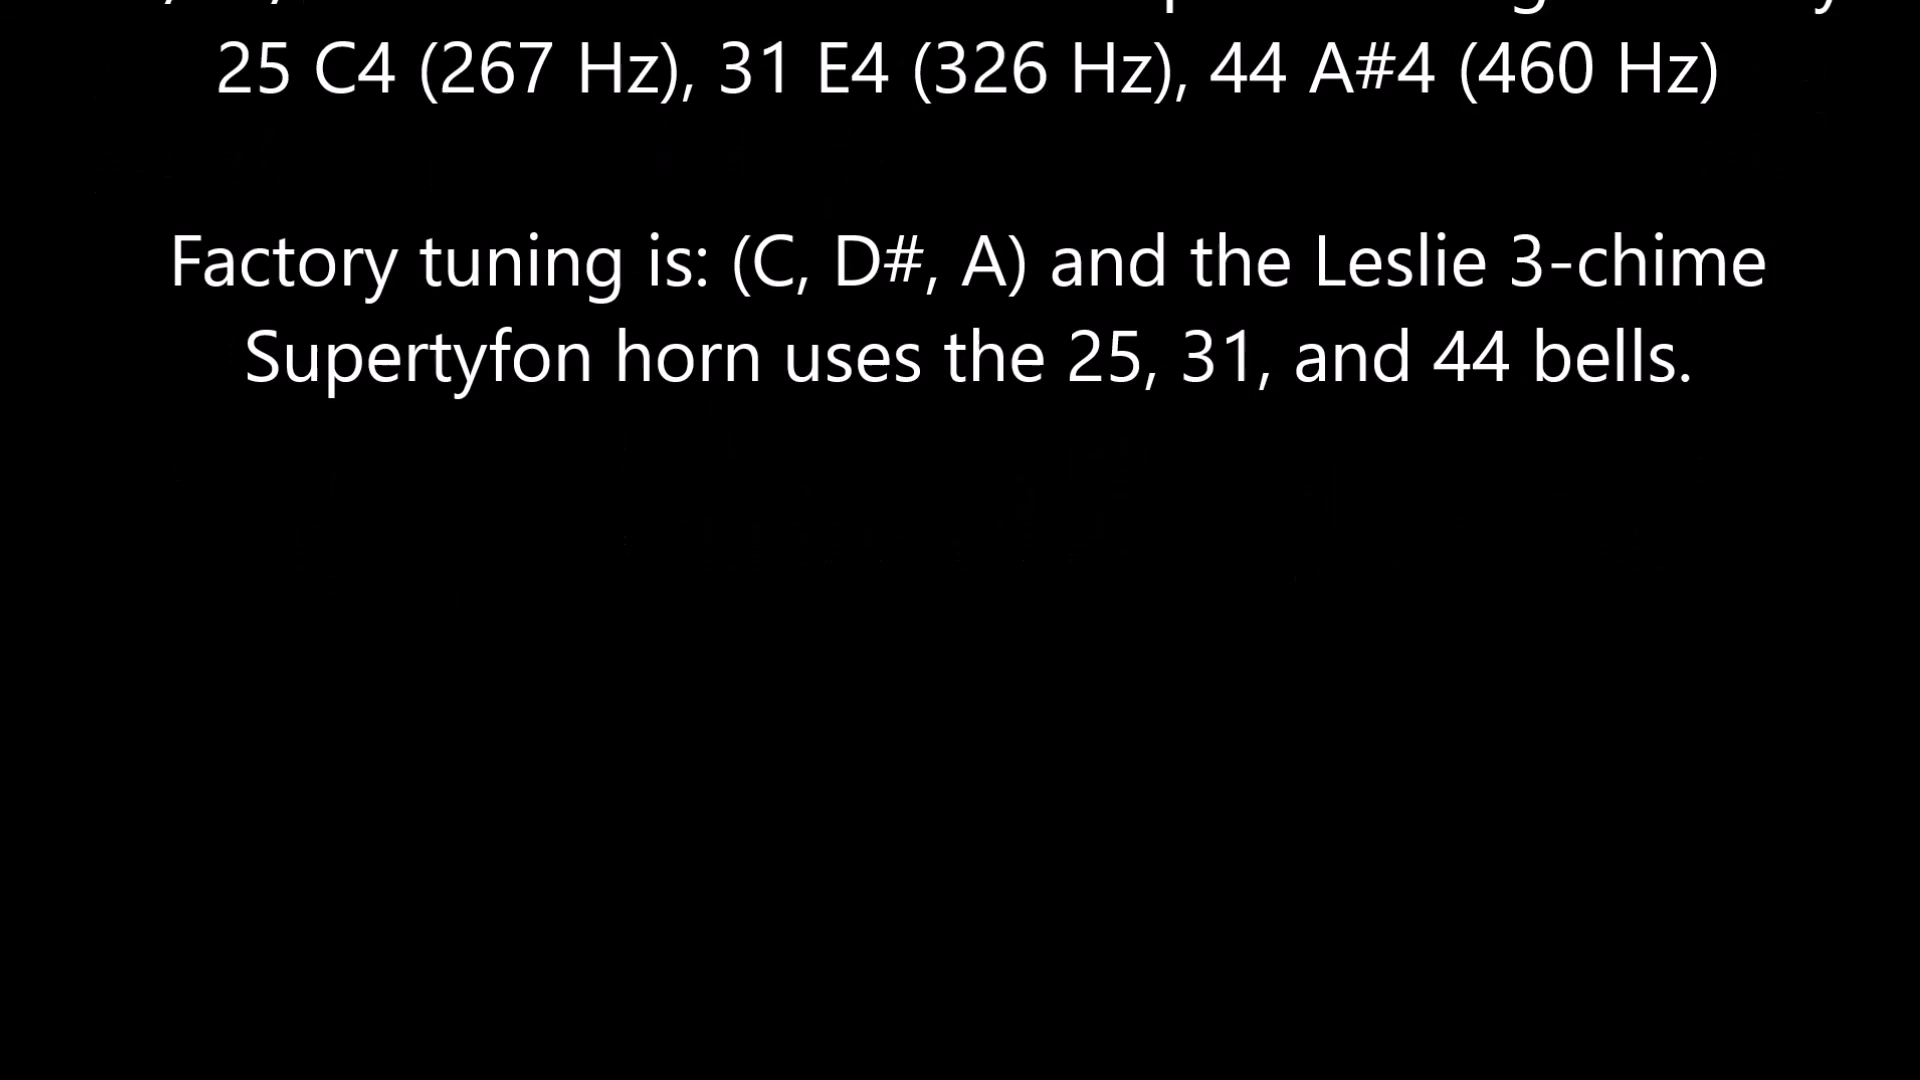 25 C4 (267 Hz), 31 E4 (326 Hz), 44 A#4 (460 Hz)
Factory tuning is: (C, D#, A) and the Leslie 3-chime
Supertyfon horn uses the 25, 31, and 44 bells.